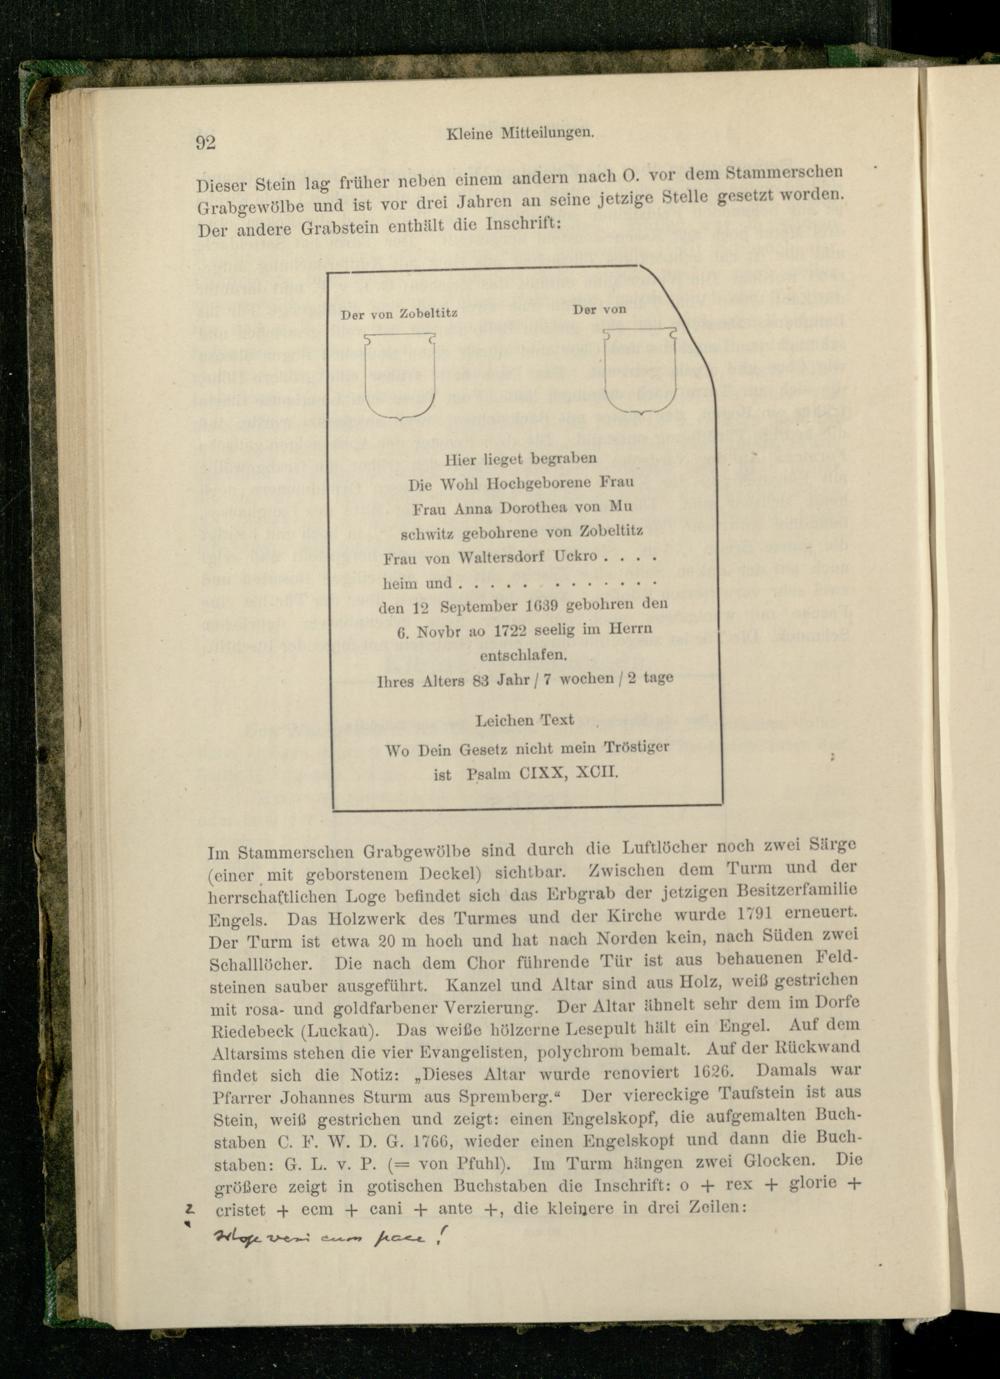 92
Kleine Mitteilungen.
Dieser Stein lag früher neben einem andern nach O. vor dem Stammerschen
Grabgewölbe und ist vor drei Jahren an seine jetzige Stelle gesetzt worden.
Der andere Grabstein enthält die Inschrift:
Der von Zobeltitz
Der von
Hier lieget begraben
Die Wohl Hochgeborene Frau
Frau Anna Dorothea von Mu
schwitz gebohrene von Zobeltitz
Frau von Waltersdorf Uckro . . . .
heim und . . . . . . . . . . . .
den 12 September 1639 gebohren den
6. Novbr ao 1722 seelig im Herrn
entschlafen.
Ihres Alters 83 Jahr / 7 wochen / 2 tage
Leichen Text
Wo Dein Gesetz nicht mein Tröstiger
ist Psalm CIXX, XCII.
Im Stammerschen Grabgewölbe sind durch die Luftlöcher noch zwei Särge
(einer mit geborstenem Deckel) sichtbar. Zwischen dem Turm und der
herrschaftlichen Loge befindet sich das Erbgrab der jetzigen Besitzerfamilie
Engels. Das Holzwerk des Turmes und der Kirche wurde 1791 erneuert.
Der Turm ist etwa 20 m hoch und hat nach Norden kein, nach Süden zwei
Schalllöcher. Die nach dem Chor führende Tür ist aus behauenen Feld-
steinen sauber ausgeführt. Kanzel und Altar sind aus Holz, weiß gestrichen
mit rosa- und goldfarbener Verzierung. Der Altar ähnelt sehr dem im Dorfe
Riedebeck (Luckau). Das weiße hölzerne Lesepult hält ein Engel. Auf dem
Altarsims stehen die vier Evangelisten, polychrom bemalt. Auf der Rückwand
findet sich die Notiz: „Dieses Altar wurde renoviert 1626. Damals war
Pfarrer Johannes Sturm aus Spremberg.“ Der viereckige Taufstein ist aus
Stein, weiß gestrichen und zeigt: einen Engelskopf, die aufgemalten Buch-
staben C. F. W. D. G. 1766, wieder einen Engelskopf und dann die Buch-
staben: G. L. v. P. (= von Pfuhl). Im Turm hängen zwei Glocken. Die
größere zeigt in gotischen Buchstaben die Inschrift: o + rex + glorie +
cristet + ecm + cani + ante +, die kleinere in drei Zeilen:
veni cum pace !